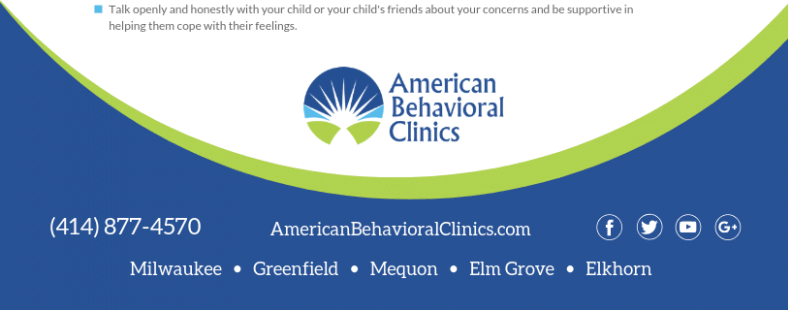 Talk openly and honestly with your child or your child's friends about your concerns and be supportive in
helping them cope with their feelings.
American
Behavioral
Clinics
(414) 877-4570
AmericanBehavioralClinics.com
Milwaukee • Greenfield • Mequon • Elm Grove • Elkhorn